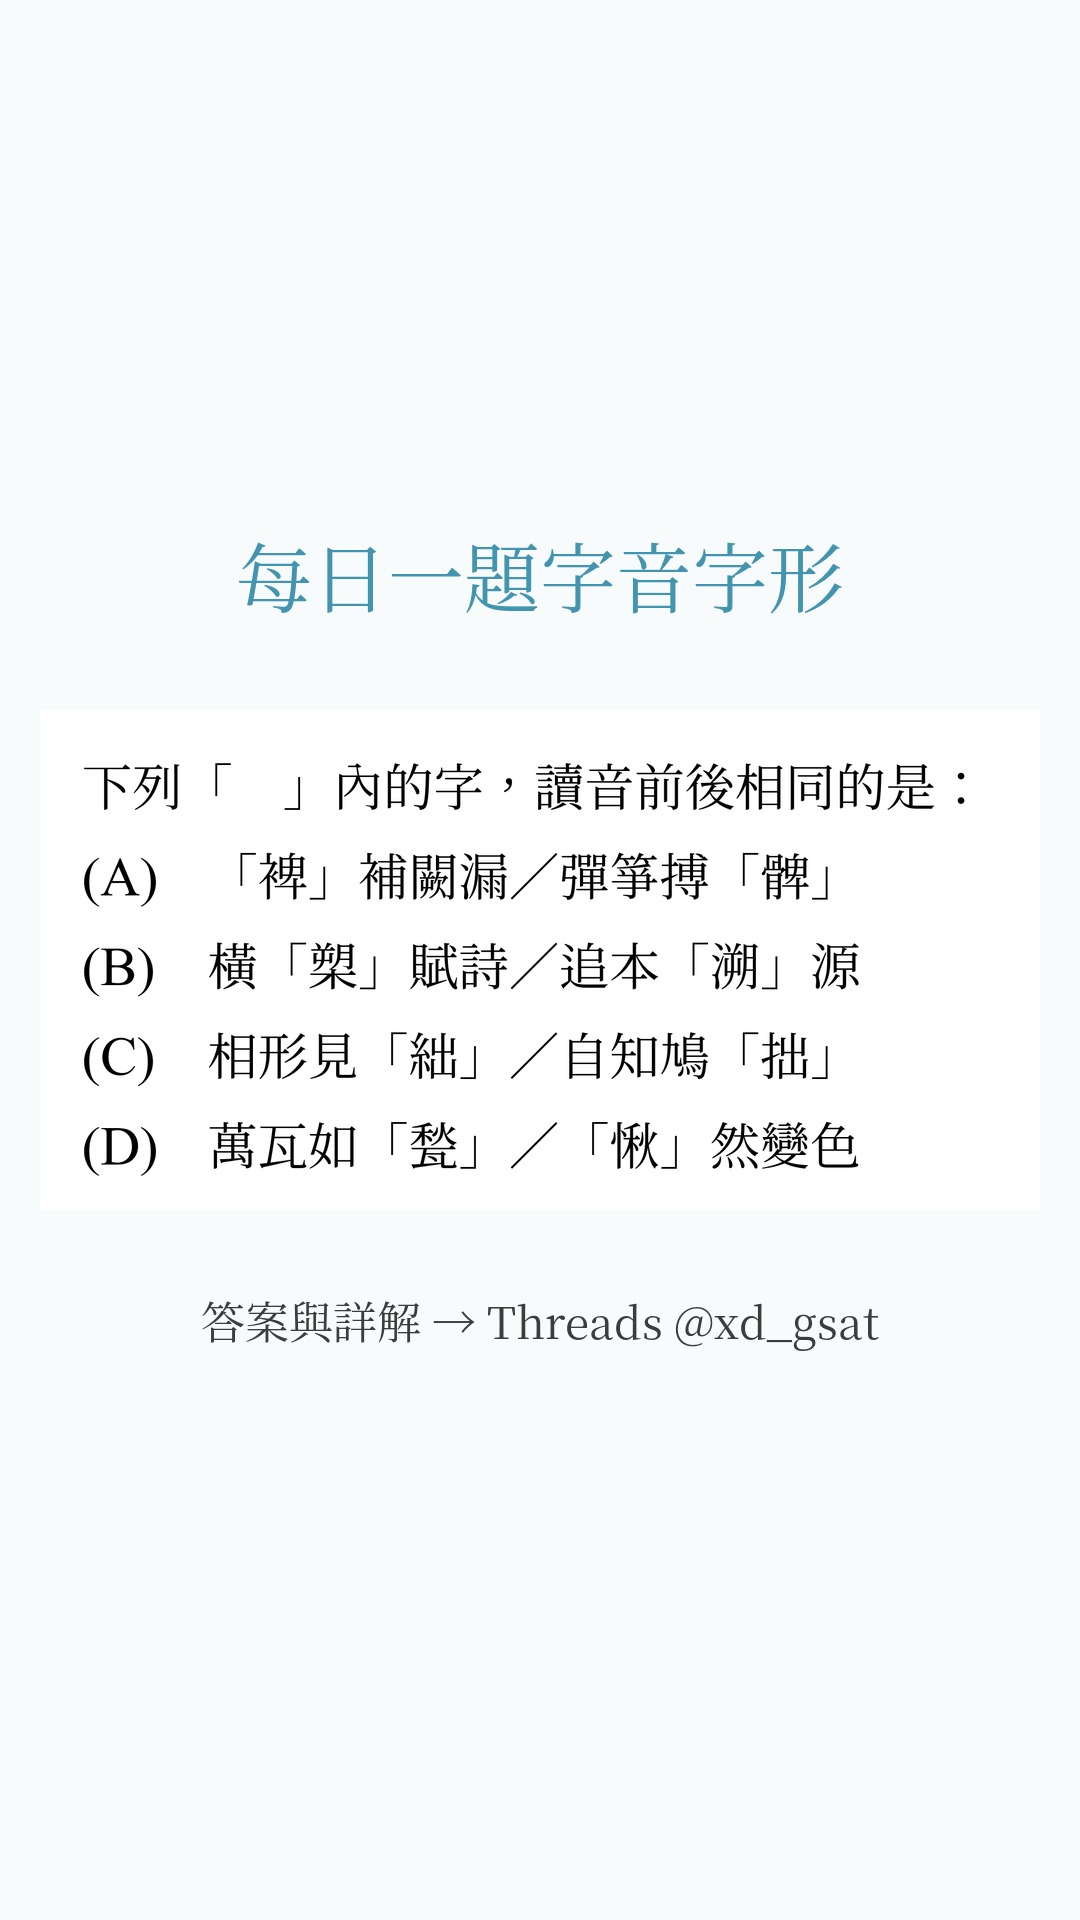 每日一題字音字形
下列「　」內的字，讀音前後相同的是：
(A)　「裨」補闕漏／彈箏搏「髀」
(B)　橫「槊」賦詩／追本「溯」源
(C)　相形見「絀」／自知鳩「拙」
(D)　萬瓦如「甃」／「愀」然變色
答案與詳解 → Threads @xd_gsat